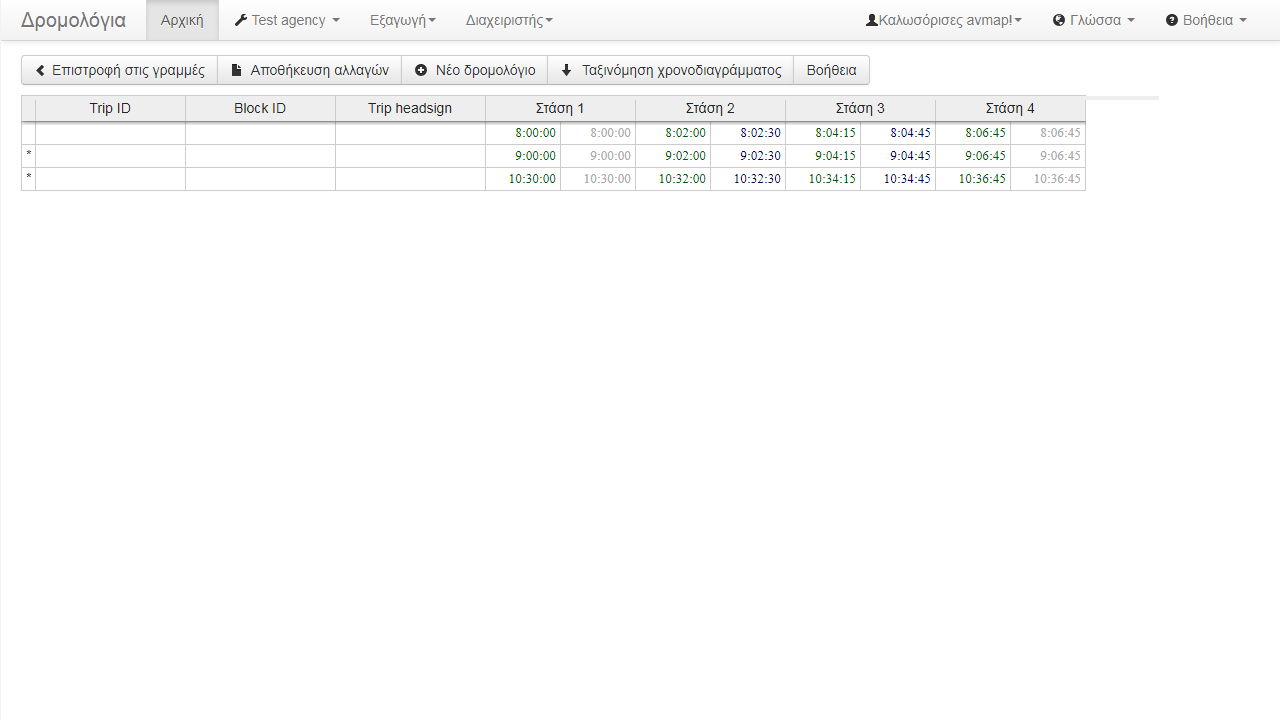 Δρομολόγια Αρχική Test agency Εξαγωγή Διαχειριστής Καλωσόρισες avmap! Γλώσσα Βοήθεια
Επιστροφή στις γραμμές Αποθήκευση αλλαγών Νέο δρομολόγιο Ταξινόμηση χρονοδιαγράμματος Βοήθεια
Trip ID Block ID Trip headsign Στάση 1 Στάση 2 Στάση 3 Στάση 4
8:00:00 8:00:00 8:02:00 8:02:30 8:04:15 8:04:45 8:06:45 8:06:45
* 9:00:00 9:00:00 9:02:00 9:02:30 9:04:15 9:04:45 9:06:45 9:06:45
* 10:30:00 10:30:00 10:32:00 10:32:30 10:34:15 10:34:45 10:36:45 10:36:45